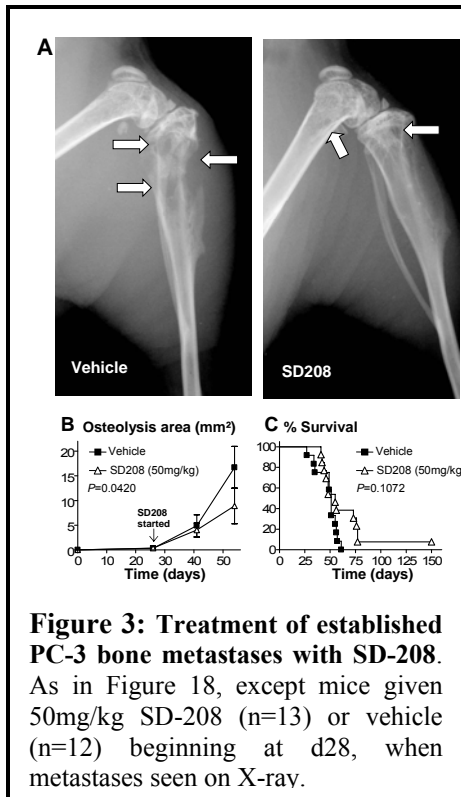 A
Vehicle
SD208
B Osteolysis area (mm²)
20
15
10
5
0
Vehicle
SD208 (50mg/kg)
P=0.0420
SD208
started
0 20 40
Time (days)
C % Survival
100
80
60
40
20
0
Vehicle
SD208 (50mg/kg)
P=0.1072
0 25 50 75 100 125 150
Time (days)
Figure 3: Treatment of established
PC-3 bone metastases with SD-208.
As in Figure 18, except mice given
50mg/kg SD-208 (n=13) or vehicle
(n=12) beginning at d28, when
metastases seen on X-ray.